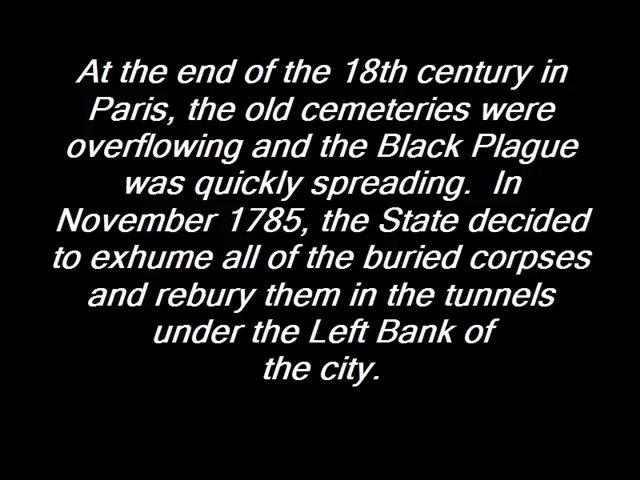 At the end of the 18th century in
Paris, the old cemeteries were
overflowing and the Black Plague
was quickly spreading.  In
November 1785, the State decided
to exhume all of the buried corpses
and rebury them in the tunnels
under the Left Bank of
the city.